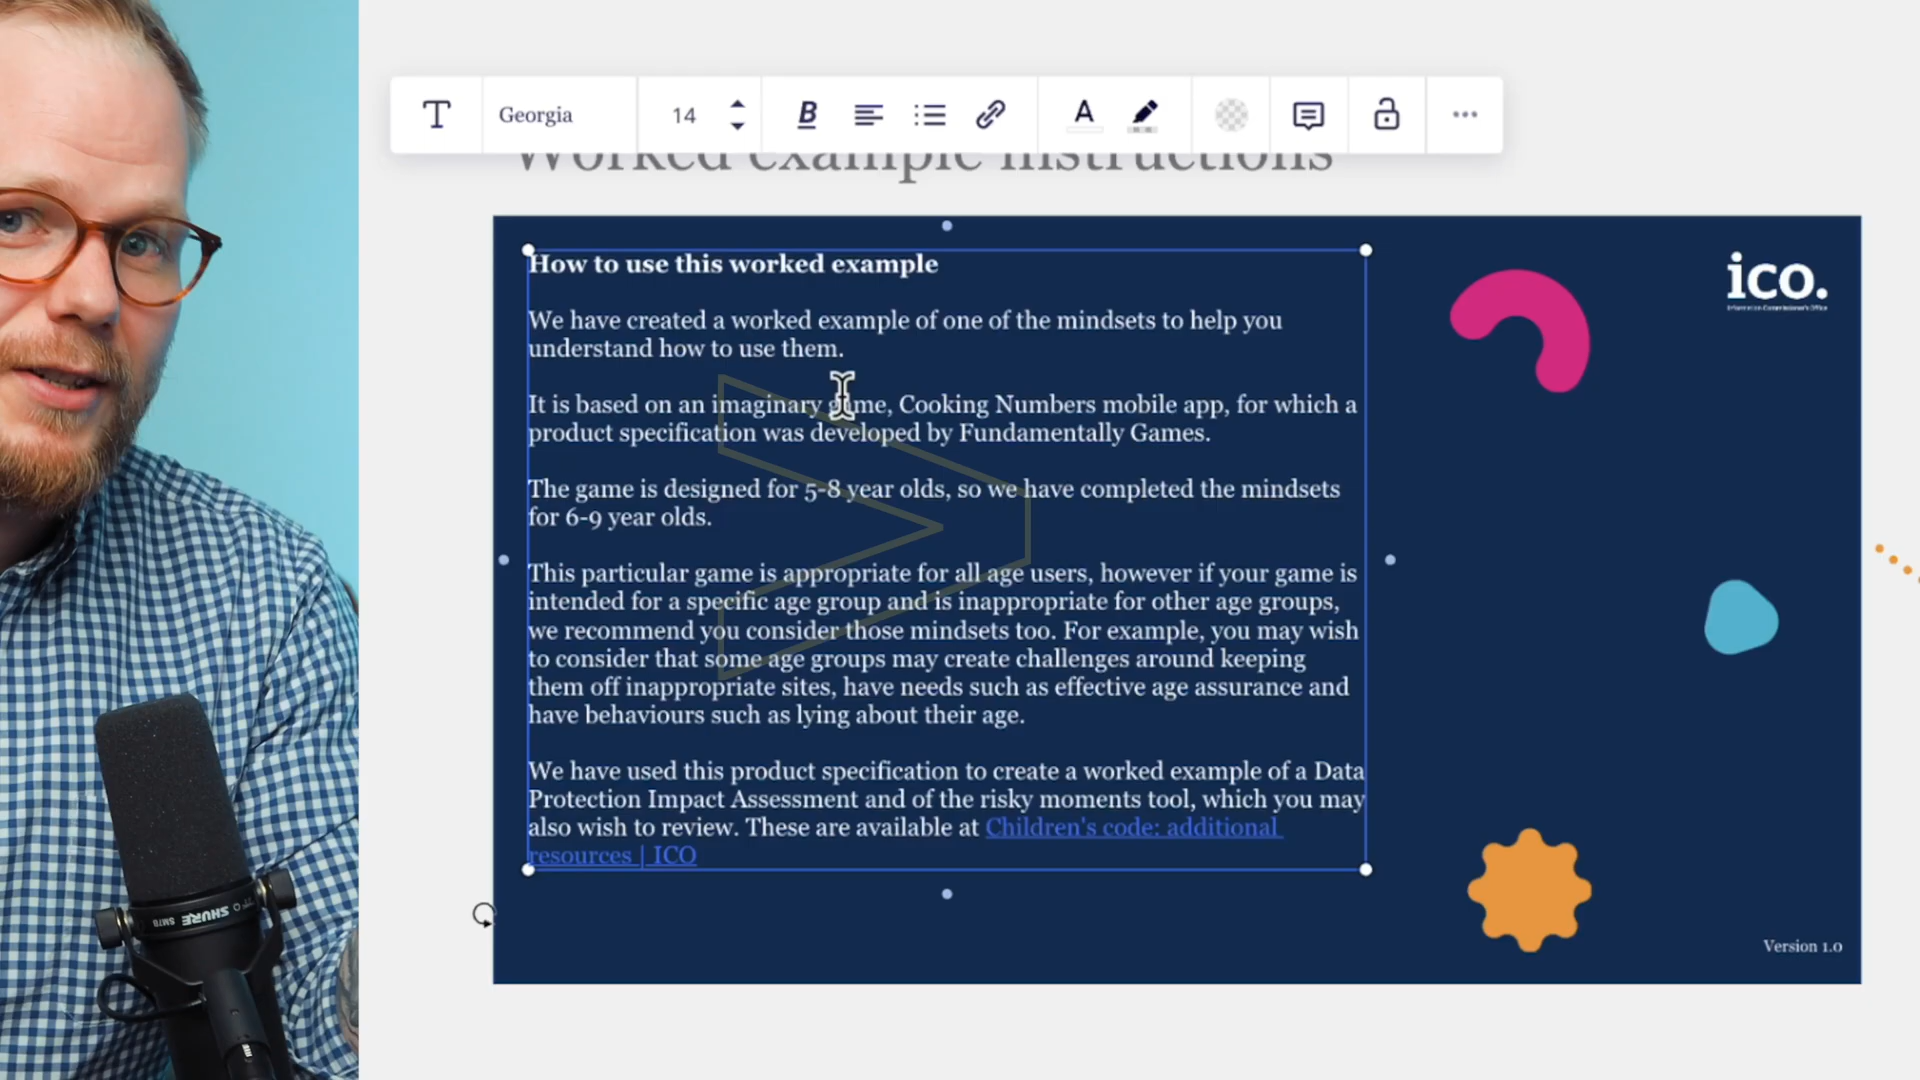 T Georgia 14 B A
Worked example instructions
ico.
Information Commissioner's Office
How to use this worked example
We have created a worked example of one of the mindsets to help you
understand how to use them.
It is based on an imaginary game, Cooking Numbers mobile app, for which a
product specification was developed by Fundamentally Games.
The game is designed for 5-8 year olds, so we have completed the mindsets
for 6-9 year olds.
This particular game is appropriate for all age users, however if your game is
intended for a specific age group and is inappropriate for other age groups,
we recommend you consider those mindsets too. For example, you may wish
to consider that some age groups may create challenges around keeping
them off inappropriate sites, have needs such as effective age assurance and
have behaviours such as lying about their age.
We have used this product specification to create a worked example of a Data
Protection Impact Assessment and of the risky moments tool, which you may
also wish to review. These are available at Children's code: additional
resources | ICO
Version 1.0
SHURE SM7B